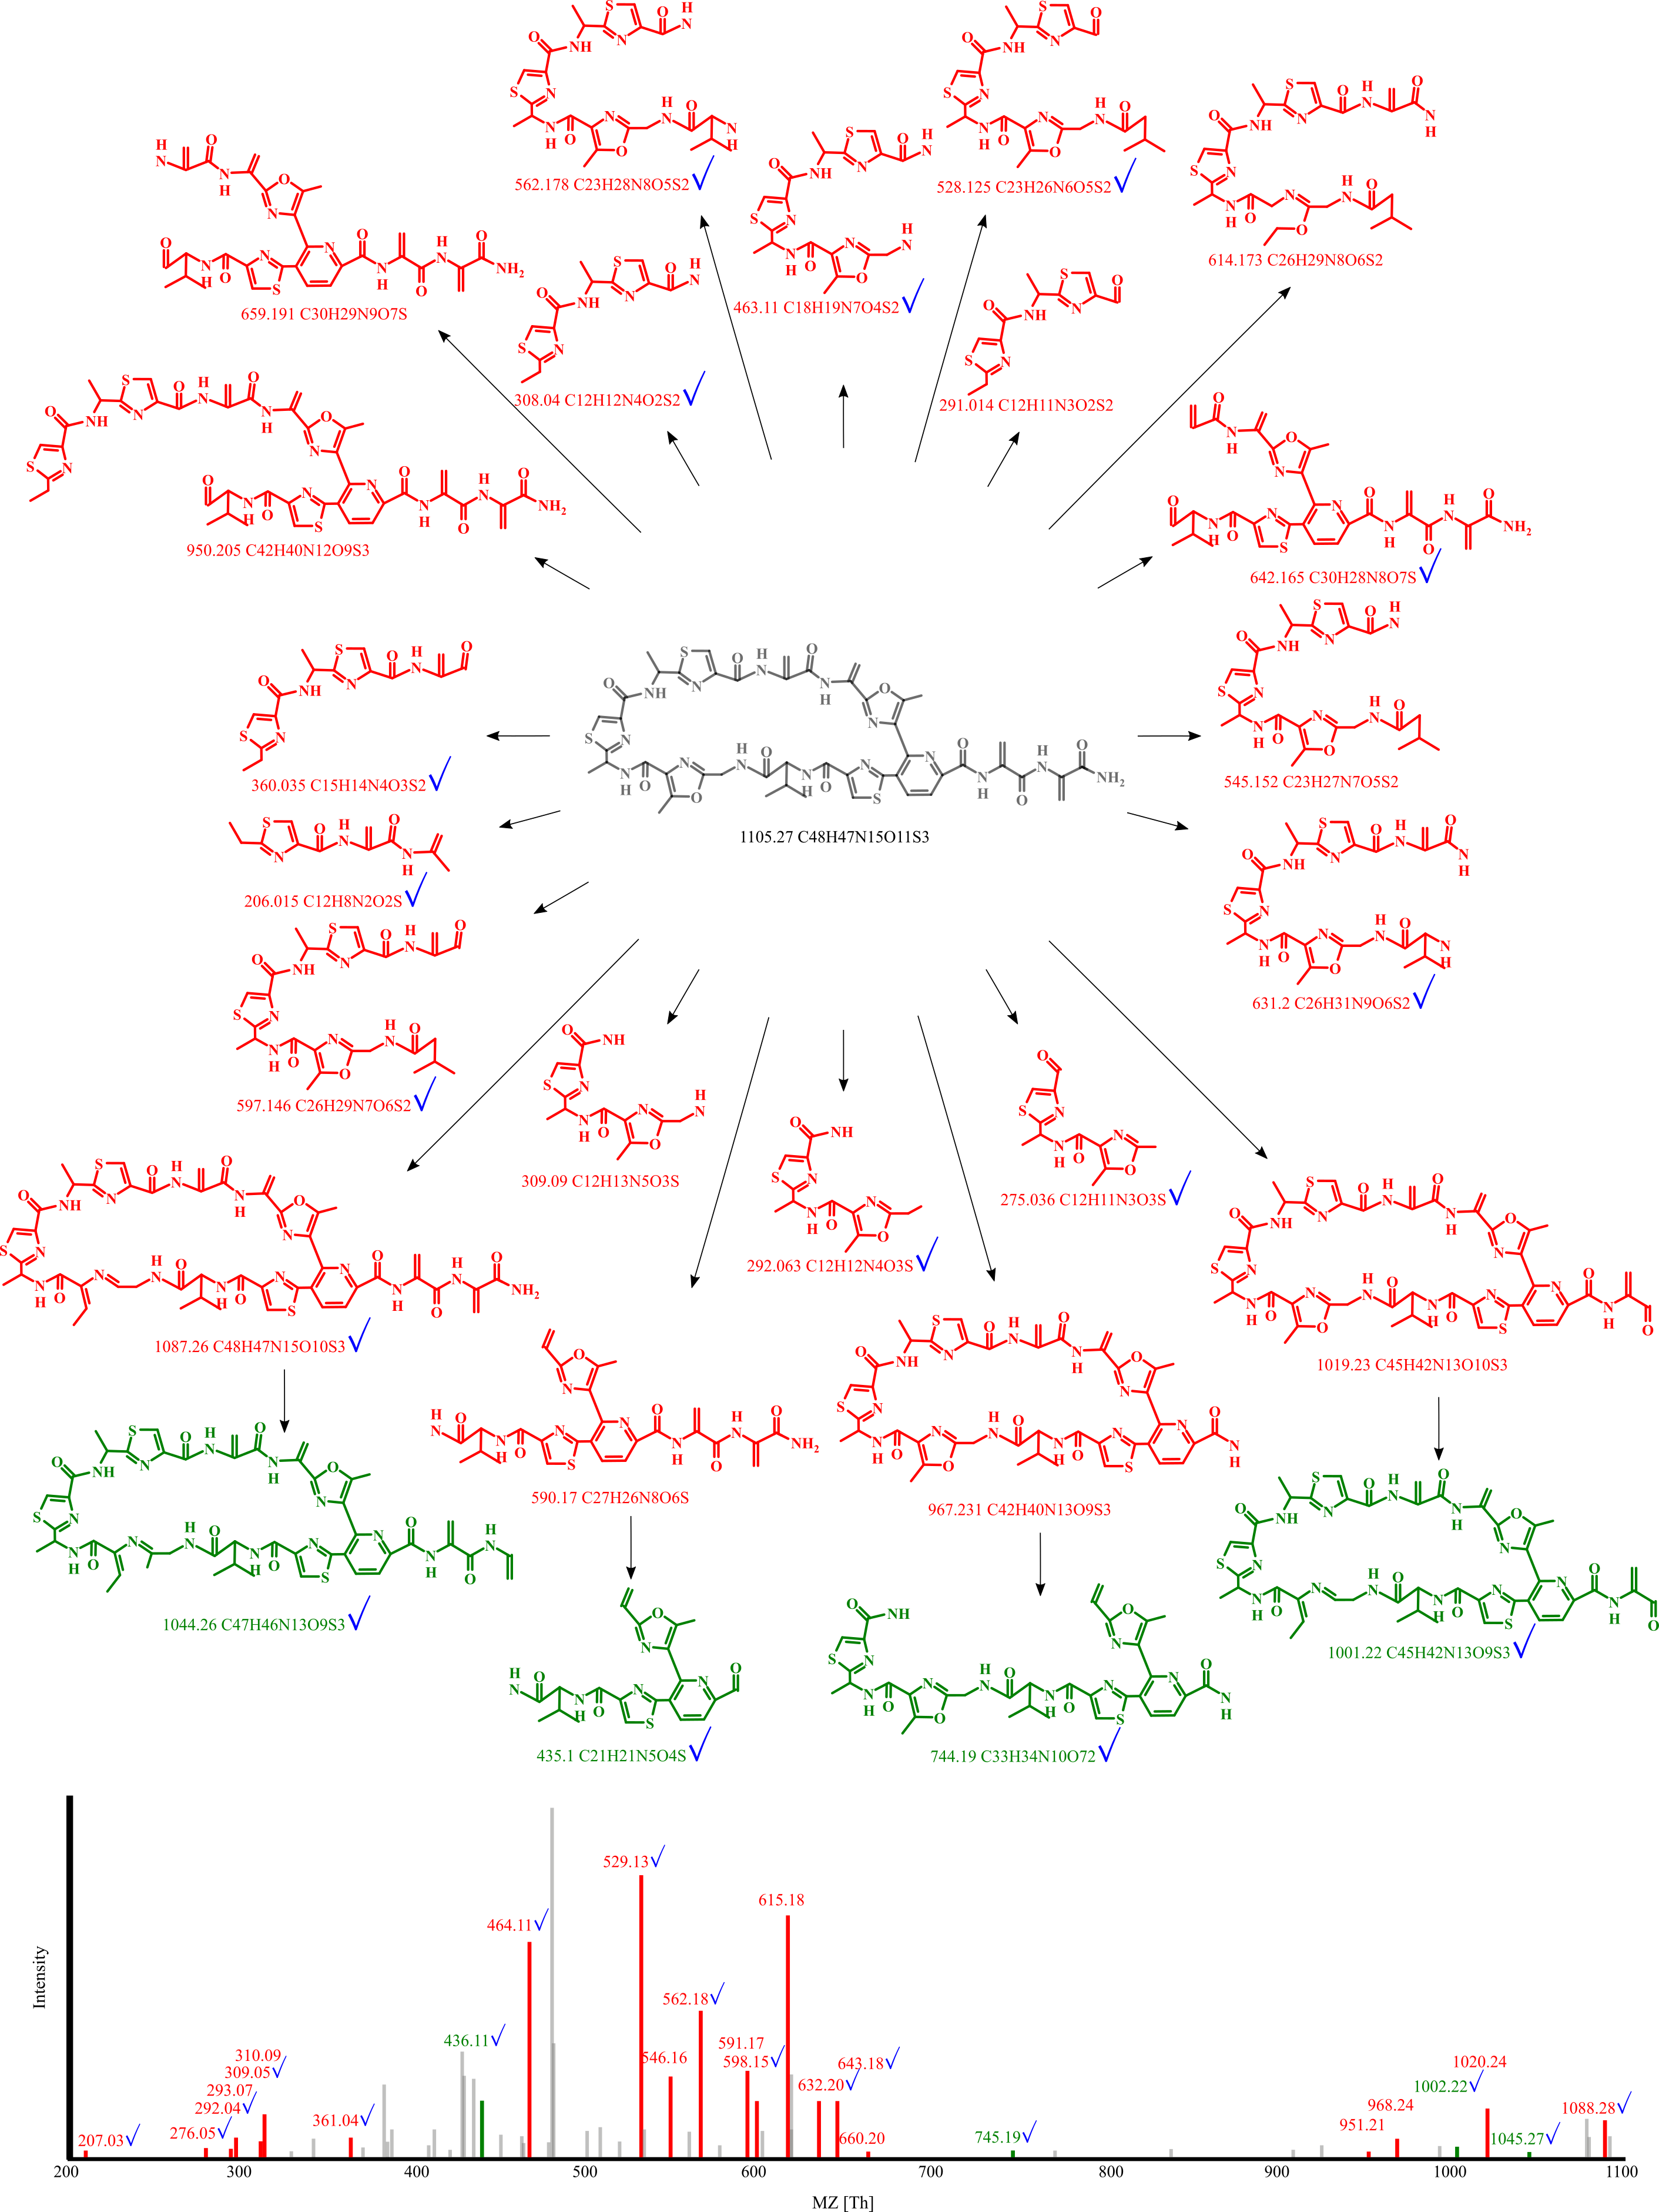 562.178 C23H28N8O5S2
528.125 C23H26N6O5S2
463.11 C18H19N7O4S2
614.173 C26H29N8O6S2
659.191 C30H29N9O7S
308.04 C12H12N4O2S2
291.014 C12H11N3O2S2
950.205 C42H40N12O9S3
642.165 C30H28N8O7S
360.035 C15H14N4O3S2
545.152 C23H27N7O5S2
1105.27 C48H47N15O11S3
206.015 C12H8N2O2S
631.2 C26H31N9O6S2
597.146 C26H29N7O6S2
309.09 C12H13N5O3S
275.036 C12H11N3O3S
292.063 C12H12N4O3S
1087.26 C48H47N15O10S3
1019.23 C45H42N13O10S3
590.17 C27H26N8O6S
967.231 C42H40N13O9S3
1044.26 C47H46N13O9S3
1001.22 C45H42N13O9S3
435.1 C21H21N5O4S
744.19 C33H34N10O72
529.13
615.18
464.11
562.18
436.11
591.17
546.16
598.15
643.18
310.09
309.05
293.07
292.04
632.20
1020.24
1002.22
361.04
968.24
1088.28
276.05
951.21
207.03
660.20
745.19
1045.27
Intensity
200 300 400 500 600 700 800 900 1000 1100
MZ [Th]